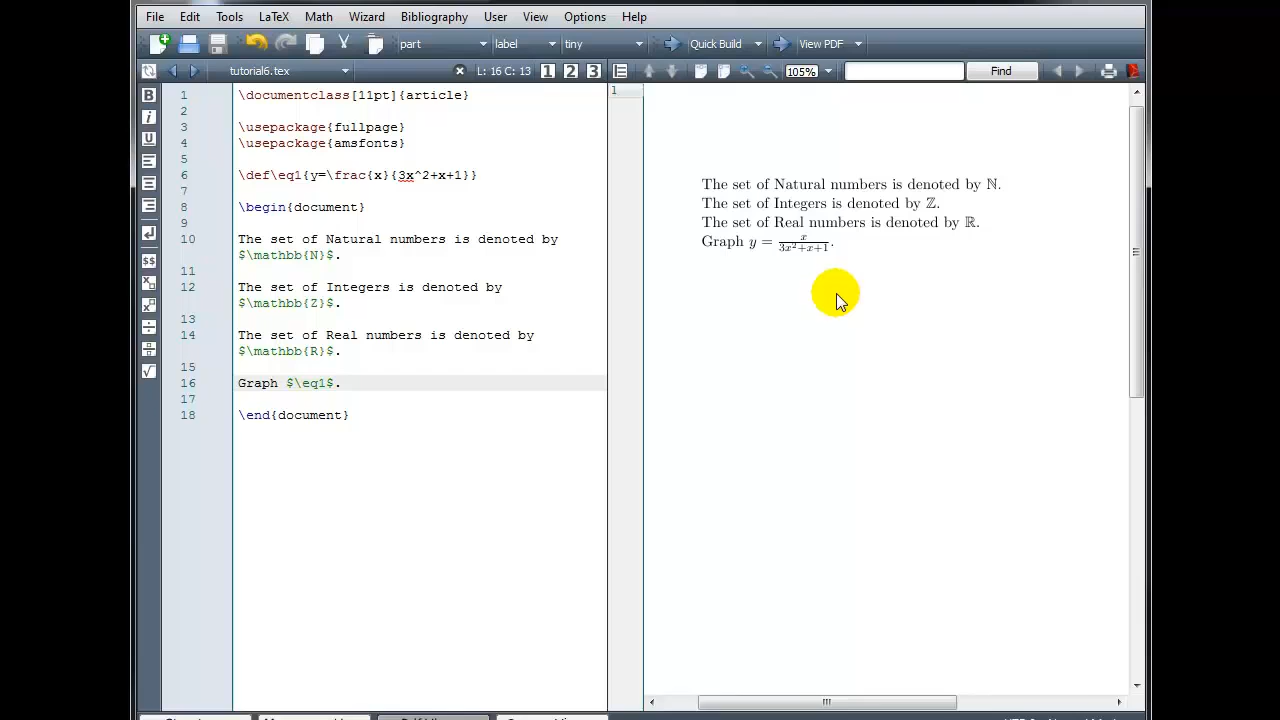 File Edit Tools LaTeX Math Wizard Bibliography User View Options Help
part label tiny Quick Build View PDF
tutorial6.tex L: 16 C: 13 1 2 3 105% Find
B
i
U
$$
1 \documentclass[11pt]{article}
2
3 \usepackage{fullpage}
4 \usepackage{amsfonts}
5
6 \def\eq1{y=\frac{x}{3x^2+x+1}}
7
8 \begin{document}
9
10 The set of Natural numbers is denoted by
$\mathbb{N}$.
11
12 The set of Integers is denoted by
$\mathbb{Z}$.
13
14 The set of Real numbers is denoted by
$\mathbb{R}$.
15
16 Graph $\eq1$.
17
18 \end{document}
1
The set of Natural numbers is denoted by ℕ.
The set of Integers is denoted by ℤ.
The set of Real numbers is denoted by ℝ.
Graph y = x/(3x²+x+1).